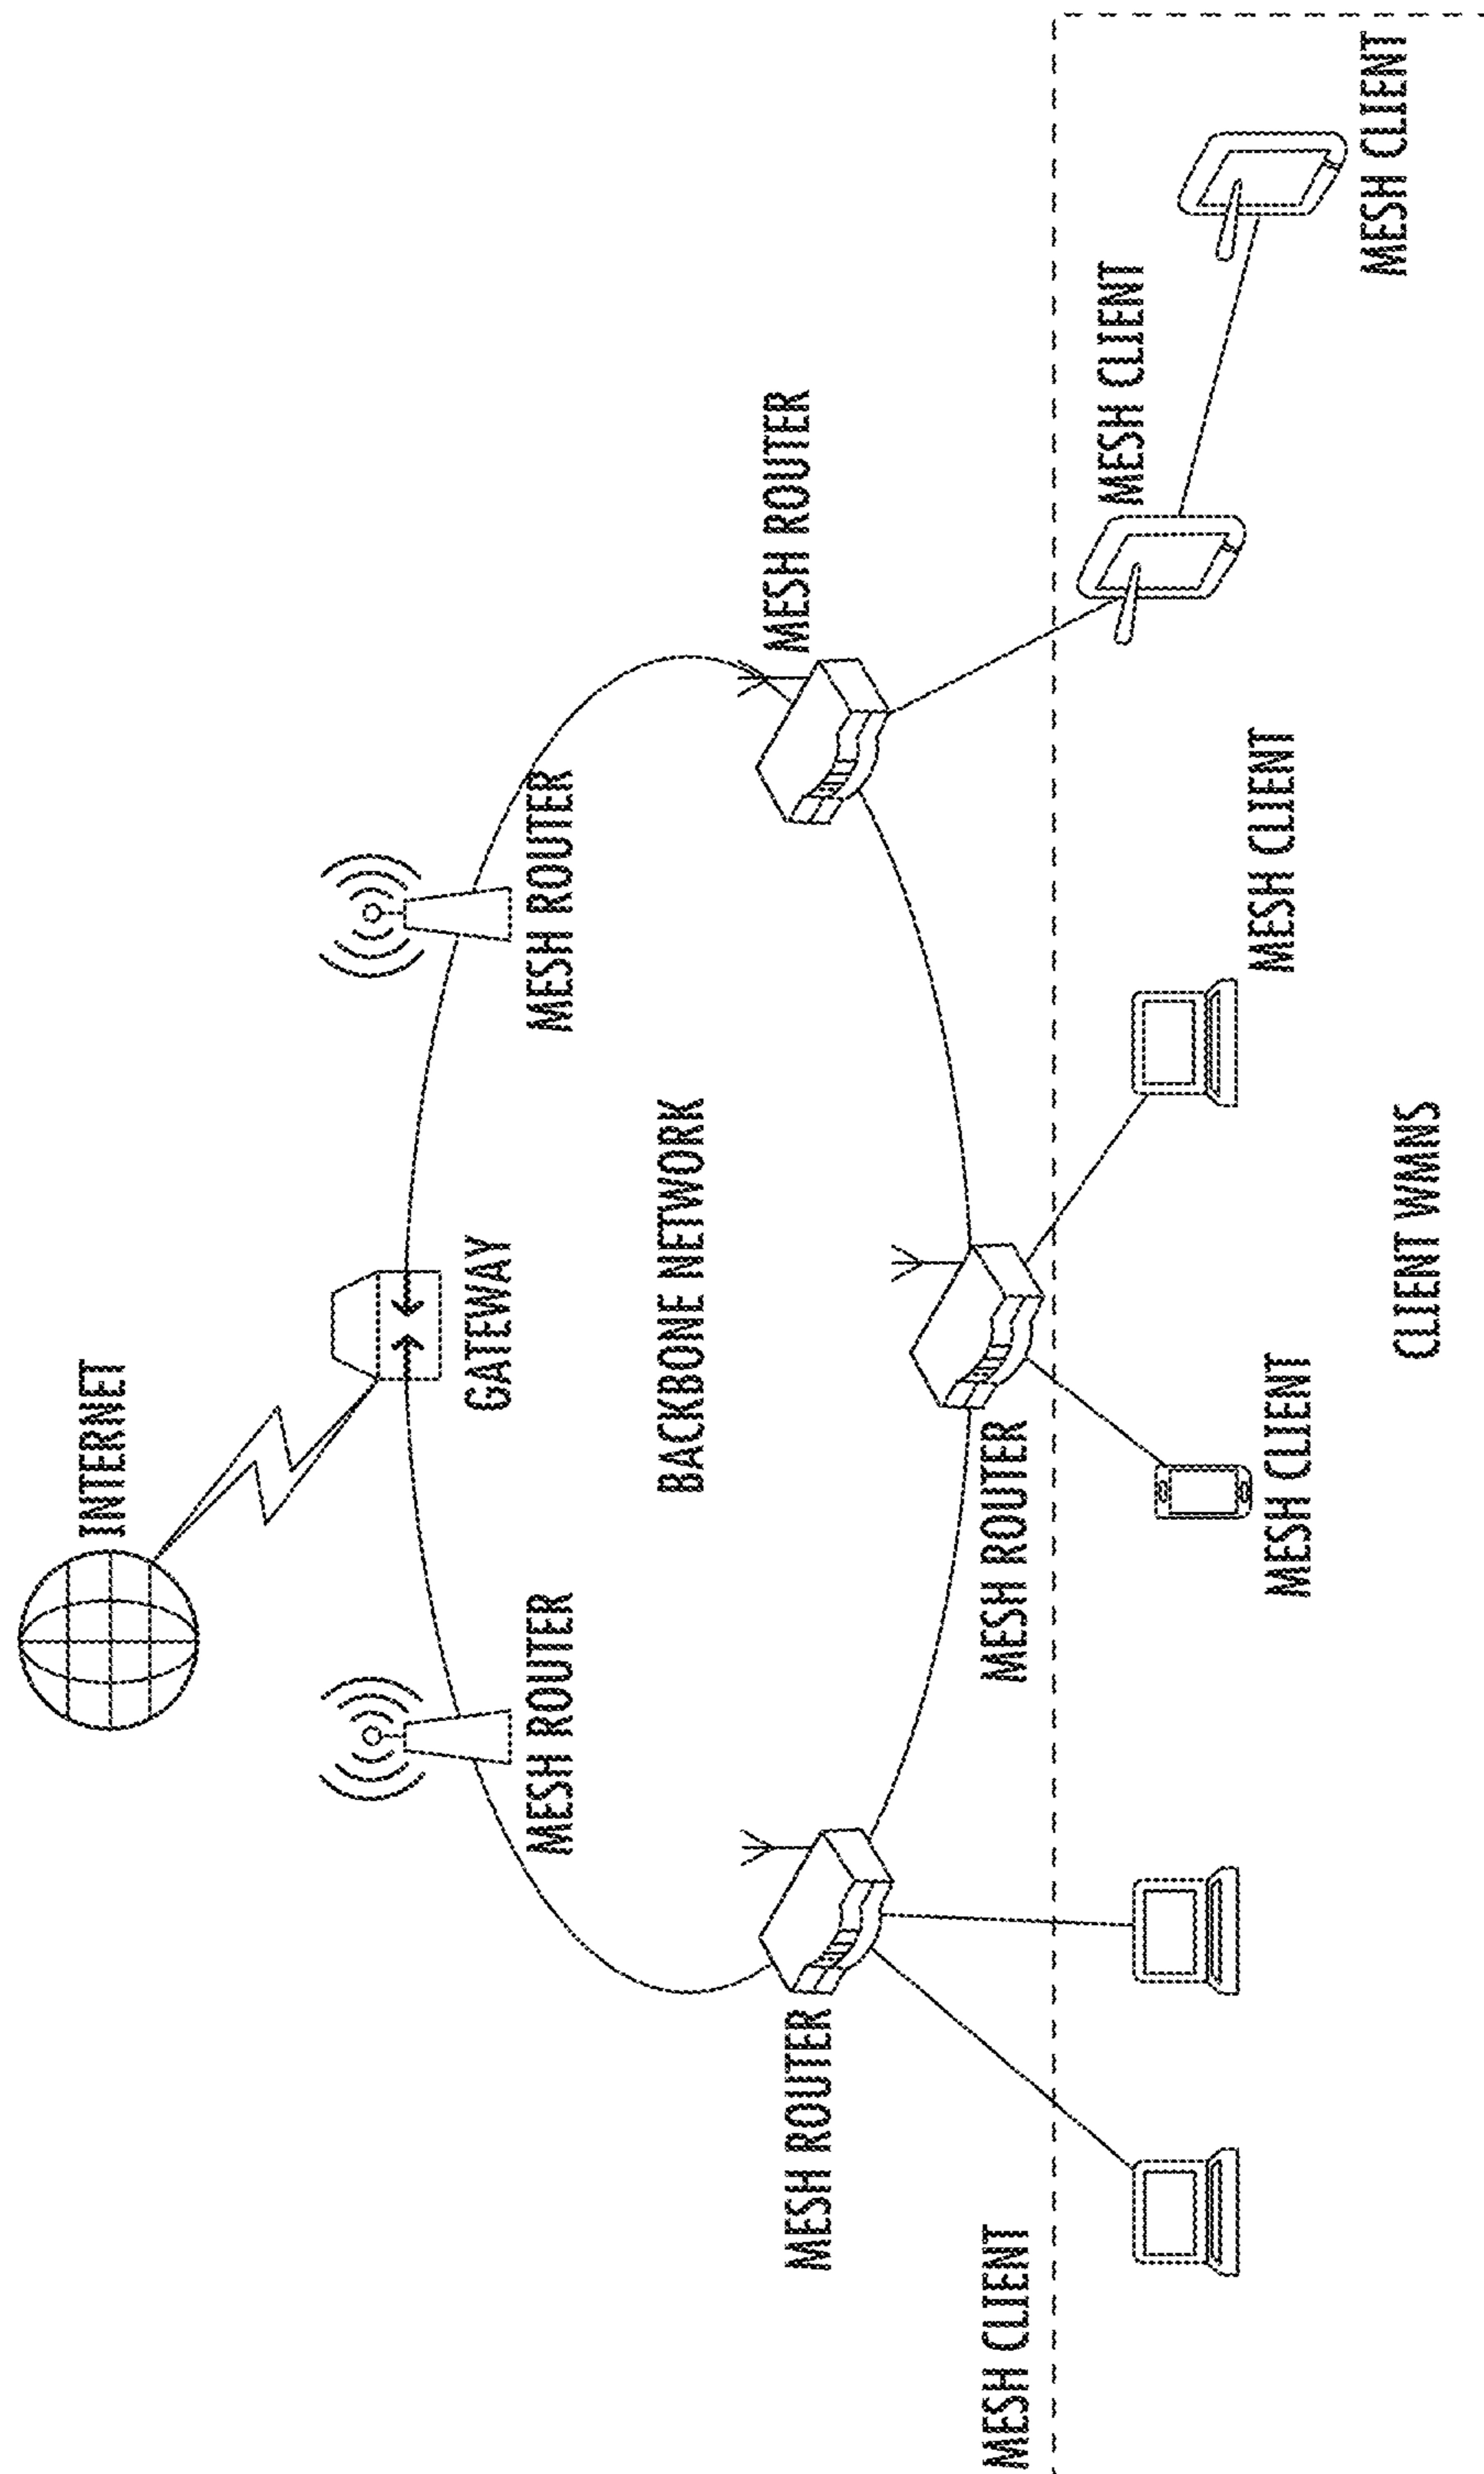 INTERNET
GATEWAY
MESH ROUTER
MESH ROUTER
BACKBONE NETWORK
MESH ROUTER
MESH ROUTER
MESH CLIENT
MESH ROUTER
MESH CLIENT
MESH CLIENT
MESH CLIENT
MESH CLIENT
CLIENT WMNS